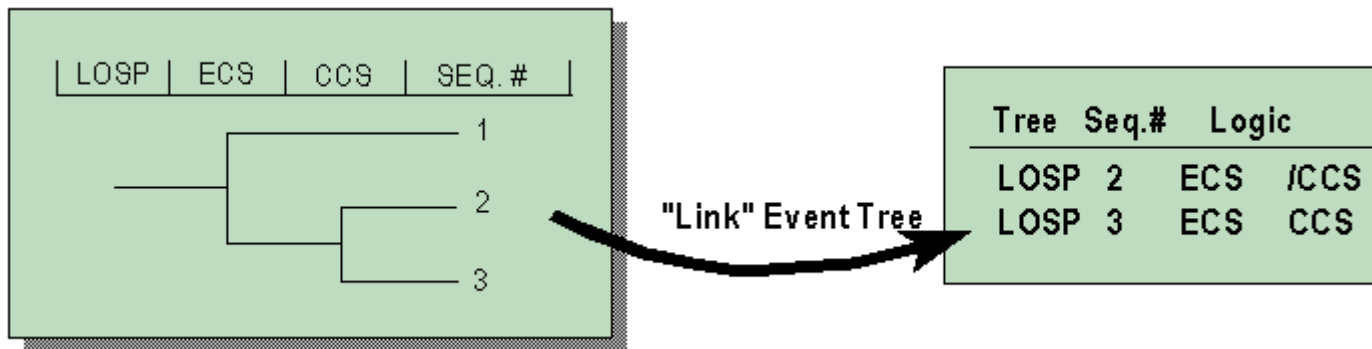 | LOSP | ECS | CCS | SEQ. # |
1
2
3
"Link" Event Tree
Tree Seq.# Logic
LOSP 2 ECS /CCS
LOSP 3 ECS CCS